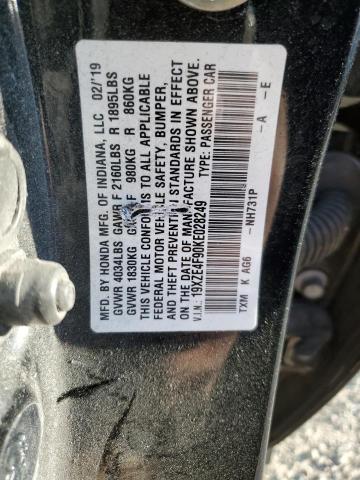 MFG. BY HONDA MFG. OF INDIANA, LLC 02/'19
GVWR 4034LBS GAWR F 2160LBS R 1895LBS
GVWR 1830KG F 980KG R 860KG
THIS VEHICLE CONFORMS TO ALL APPLICABLE
FEDERAL MOTOR VEHICLE SAFETY, BUMPER,
AND THEFT PREVENTION STANDARDS IN EFFECT
ON THE DATE OF MANUFACTURE SHOWN ABOVE.
19XZE4F90KE028249 TYPE: PASSENGER CAR
-NH731P -A -E
TXM K AG6